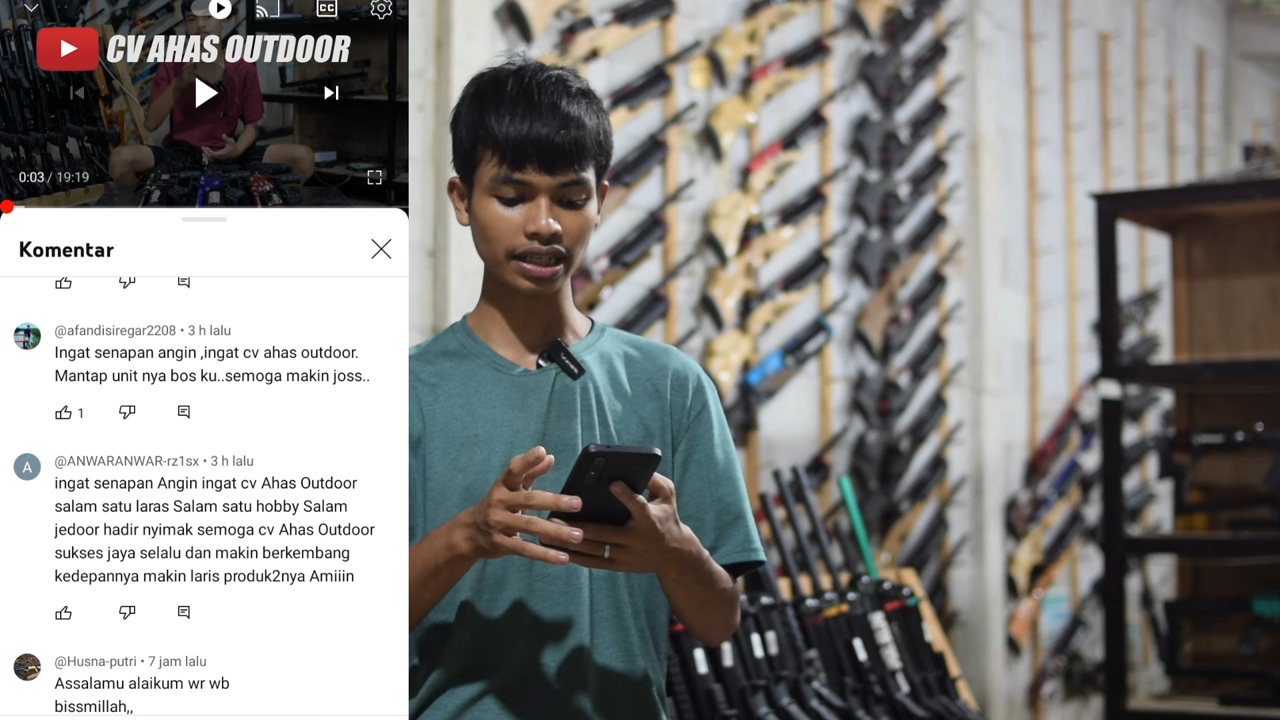 CV AHAS OUTDOOR
0:03 / 19:19
Komentar
@afandisiregar2208 • 3 h lalu
Ingat senapan angin ,ingat cv ahas outdoor.
Mantap unit nya bos ku..semoga makin joss..
1
A
@ANWARANWAR-rz1sx • 3 h lalu
ingat senapan Angin ingat cv Ahas Outdoor
salam satu laras Salam satu hobby Salam
jedoor hadir nyimak semoga cv Ahas Outdoor
sukses jaya selalu dan makin berkembang
kedepannya makin laris produk2nya Amiiin
@Husna-putri • 7 jam lalu
Assalamu alaikum wr wb
bissmillah,,